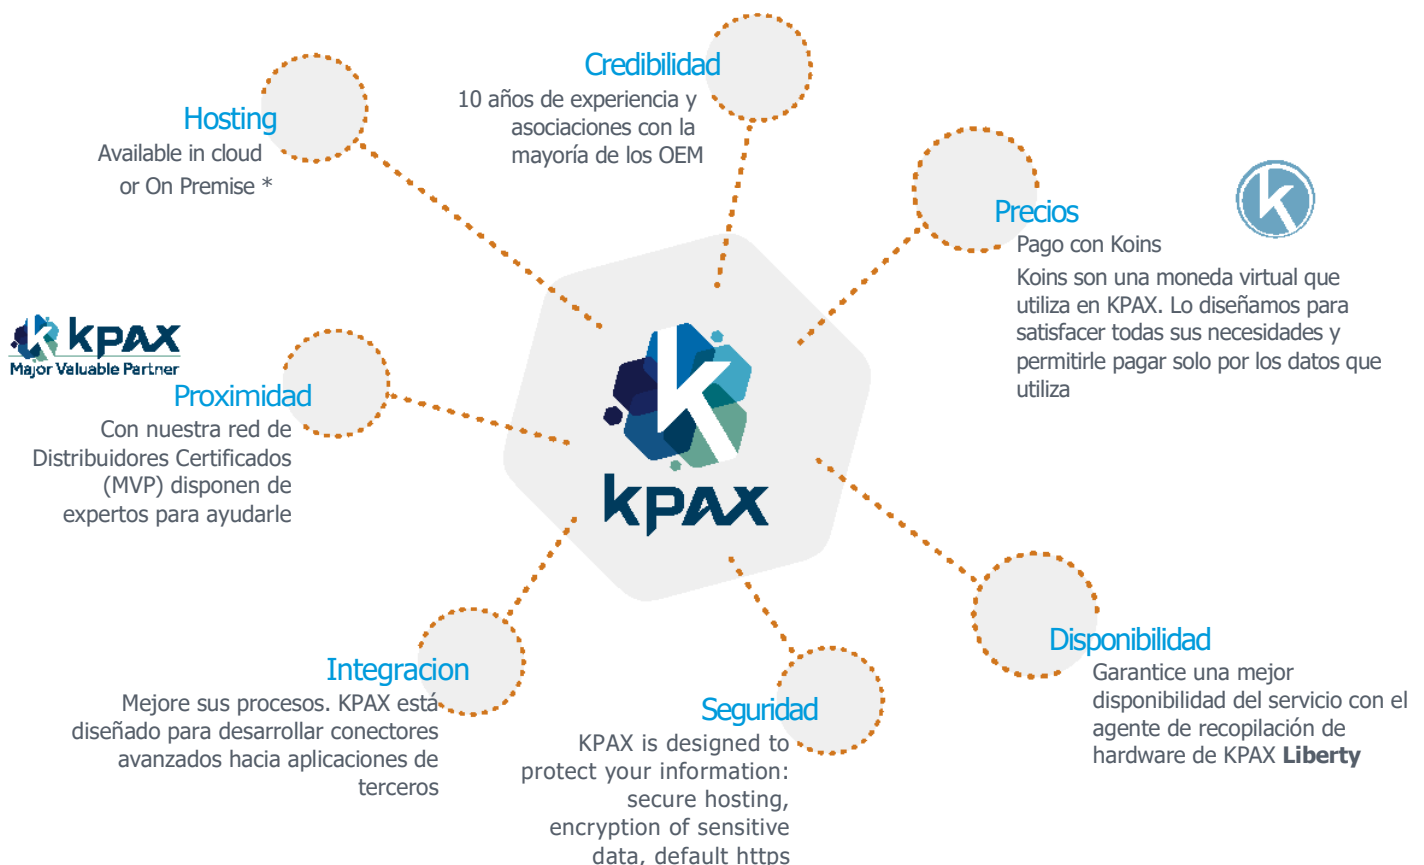 Credibilidad
10 años de experiencia y
asociaciones con la
mayoría de los OEM
Hosting
Available in cloud
or On Premise *
Precios
Pago con Koins
Koins son una moneda virtual que
utiliza en KPAX. Lo diseñamos para
satisfacer todas sus necesidades y
permitirle pagar solo por los datos que
utiliza
k
kpax
Major Valuable Partner
Proximidad
Con nuestra red de
Distribuidores Certificados
(MVP) disponen de
expertos para ayudarle
k
kpax
Disponibilidad
Garantice una mejor
disponibilidad del servicio con el
agente de recopilación de
hardware de KPAX Liberty
Integracion
Mejore sus procesos. KPAX está
diseñado para desarrollar conectores
avanzados hacia aplicaciones de
terceros
Seguridad
KPAX is designed to
protect your information:
secure hosting,
encryption of sensitive
data, default https